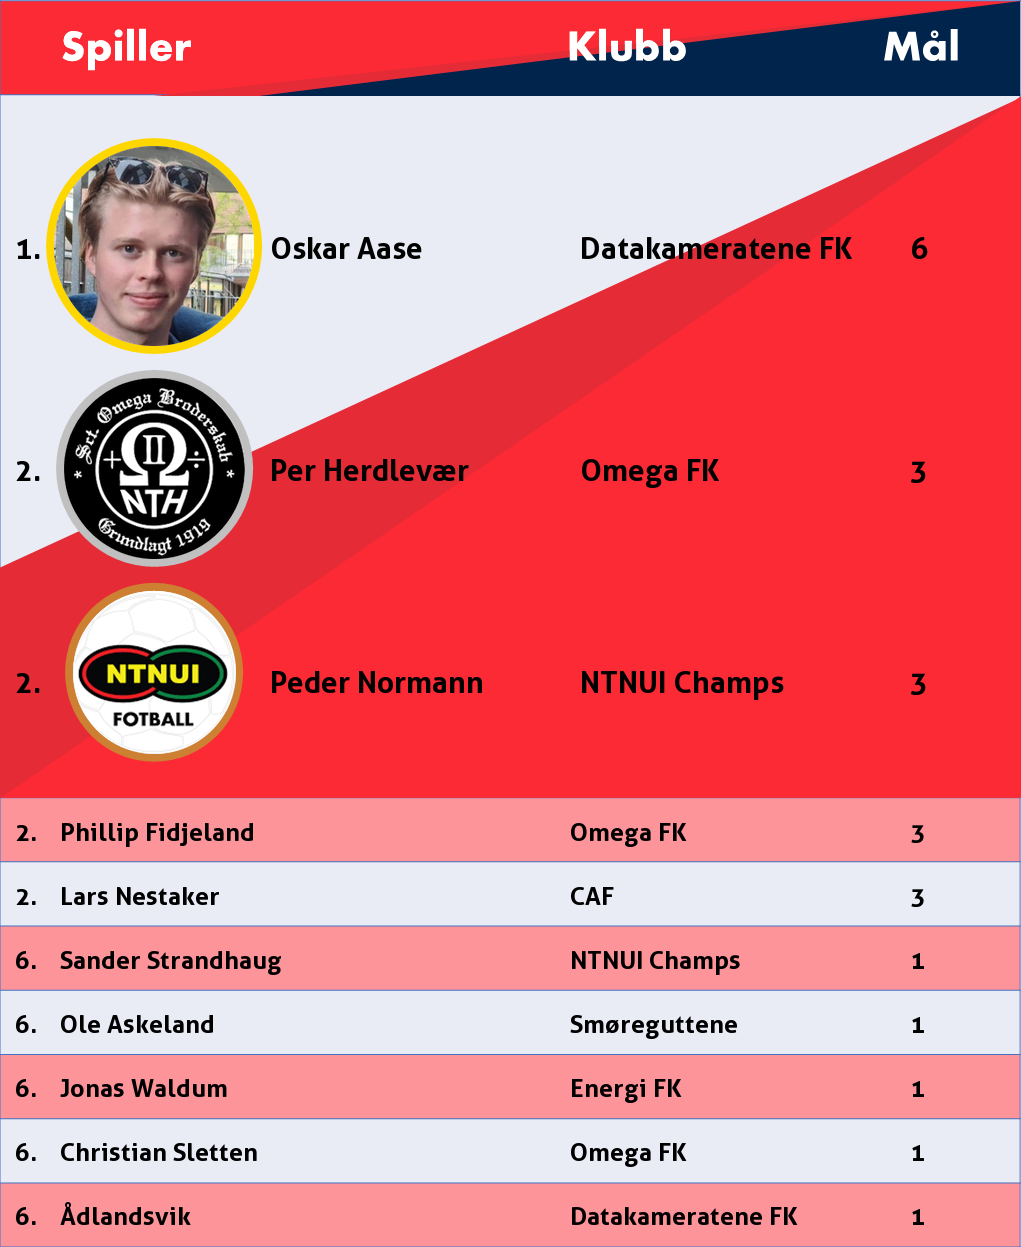 Spiller Klubb Mål
1. Oskar Aase Datakameratene FK 6
Sct. Omega Broderskab
+ Ω II ÷
* NTH *
Grundlagt 1919
2. Per Herdlevær Omega FK 3
NTNUI
FOTBALL
2. Peder Normann NTNUI Champs 3
2. Phillip Fidjeland Omega FK 3
2. Lars Nestaker CAF 3
6. Sander Strandhaug NTNUI Champs 1
6. Ole Askeland Smøreguttene 1
6. Jonas Waldum Energi FK 1
6. Christian Sletten Omega FK 1
6. Ådlandsvik Datakameratene FK 1